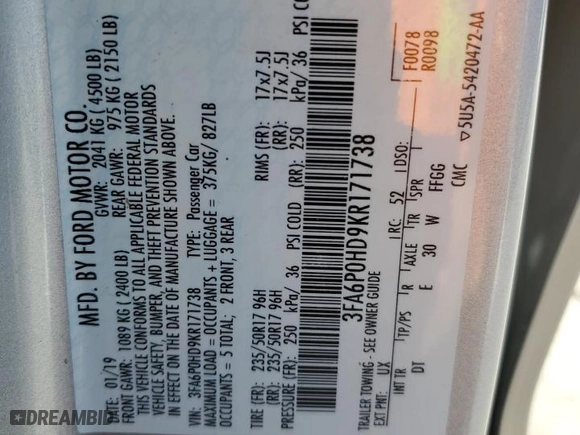 MFD. BY FORD MOTOR CO.
DATE: 01/19 GVWR: 2041 KG ( 4500 LB)
FRONT GAWR: 1089 KG ( 2400 LB) REAR GAWR: 975 KG ( 2150 LB)
THIS VEHICLE CONFORMS TO ALL APPLICABLE FEDERAL MOTOR
VEHICLE SAFETY, BUMPER, AND THEFT PREVENTION STANDARDS
IN EFFECT ON THE DATE OF MANUFACTURE SHOWN ABOVE.
VIN: 3FA6P0HD9KR171738 TYPE: Passenger Car
MAXIMUM LOAD = OCCUPANTS + LUGGAGE = 375KG/ 827LB
OCCUPANTS = 5 TOTAL; 2 FRONT, 3 REAR
TIRE (FR): 235/50R17 96H RIMS (FR): 17x7.5J
(RR): 235/50R17 96H (RR): 17x7.5J
PRESSURE (FR): 250 kPa/ 36 PSI COLD (RR): 250 kPa/ 36 PSI CO
3FA6P0HD9KR171738
F0078
R0098
TRAILER TOWING - SEE OWNER GUIDE
EXT PNT: UX RC: 52 DSO:
INT TR TP/PS R AXLE TR SPR
DT E 30 W FFGG
CMC ▽5U5A-5420472-AA
DREAMBID